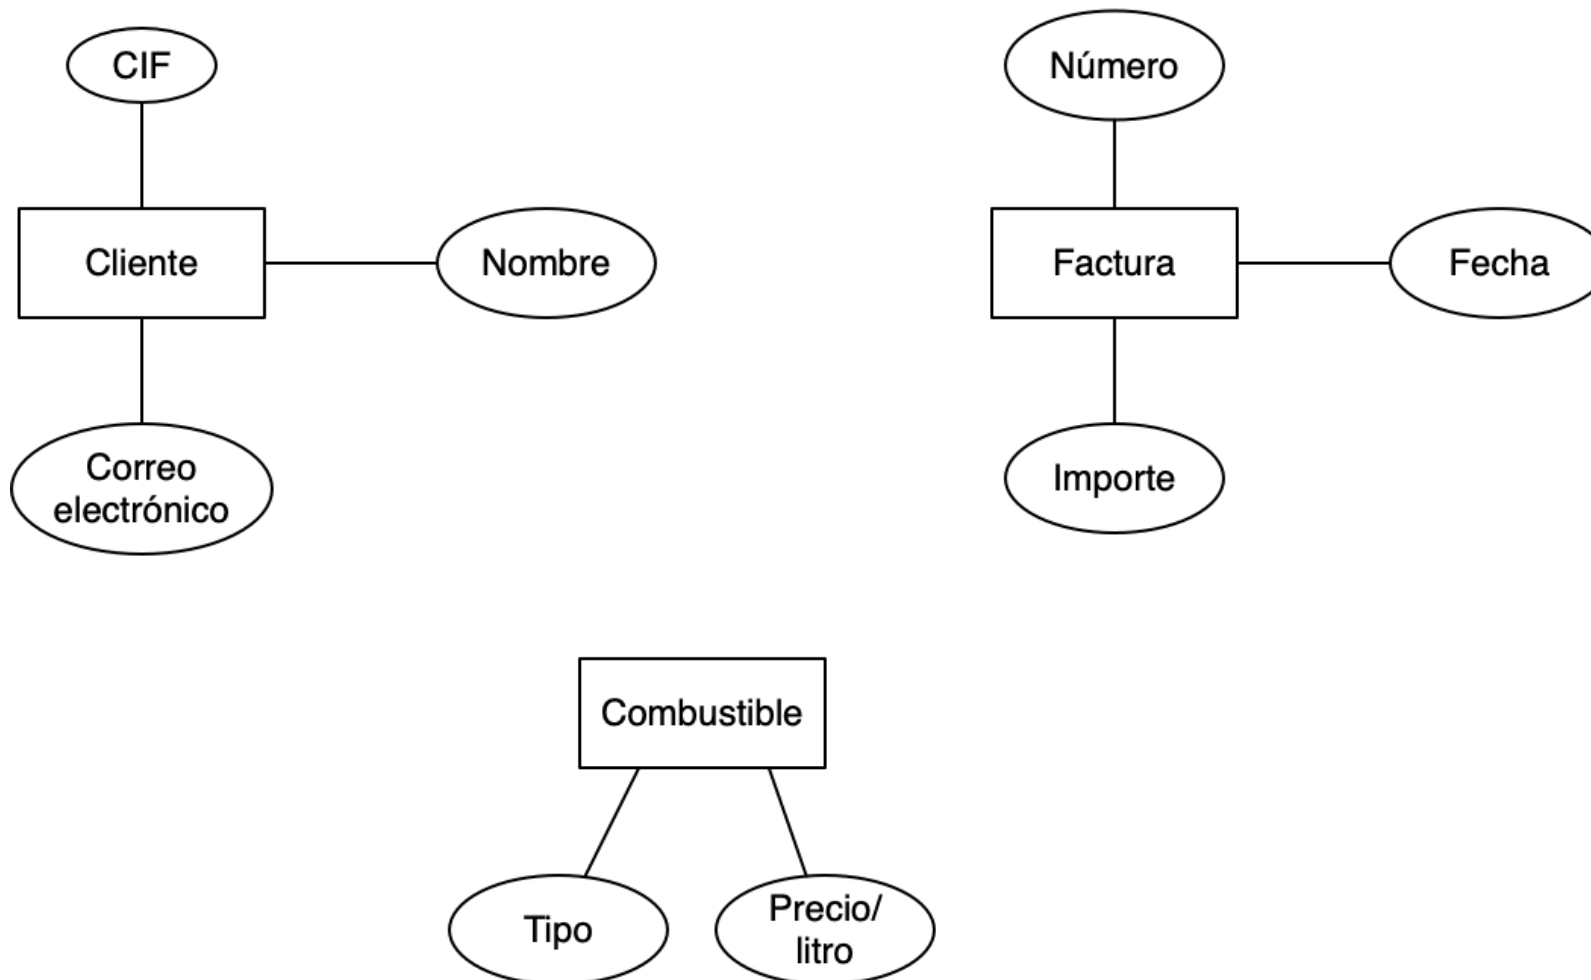 CIF
Número
Cliente
Nombre
Factura
Fecha
Correo
electrónico
Importe
Combustible
Tipo
Precio/
litro